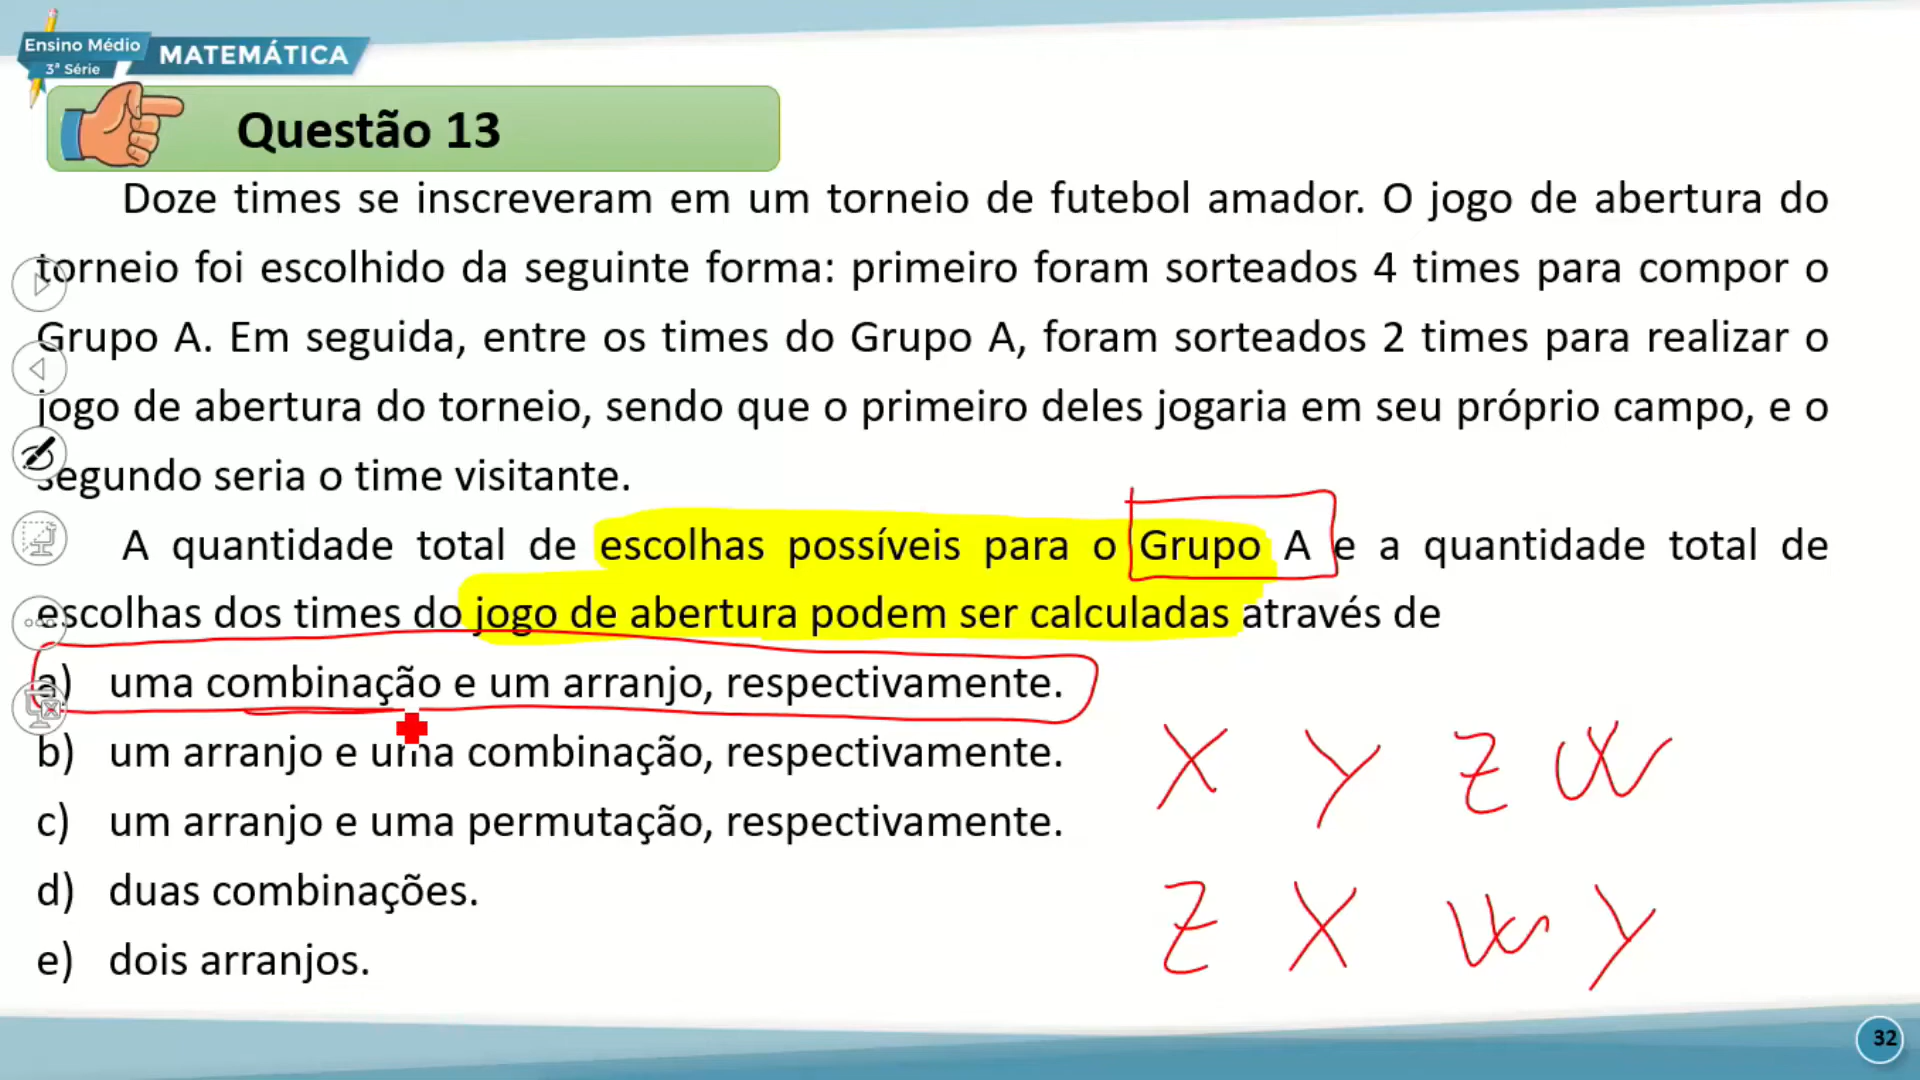 Ensino Médio
3ª Série
MATEMÁTICA
Questão 13
Doze times se inscreveram em um torneio de futebol amador. O jogo de abertura do
torneio foi escolhido da seguinte forma: primeiro foram sorteados 4 times para compor o
Grupo A. Em seguida, entre os times do Grupo A, foram sorteados 2 times para realizar o
jogo de abertura do torneio, sendo que o primeiro deles jogaria em seu próprio campo, e o
segundo seria o time visitante.
A quantidade total de escolhas possíveis para o Grupo A e a quantidade total de
escolhas dos times do jogo de abertura podem ser calculadas através de
a) uma combinação e um arranjo, respectivamente.
b) um arranjo e uma combinação, respectivamente.
c) um arranjo e uma permutação, respectivamente.
d) duas combinações.
e) dois arranjos.
X Y Z W
Z X W Y
32